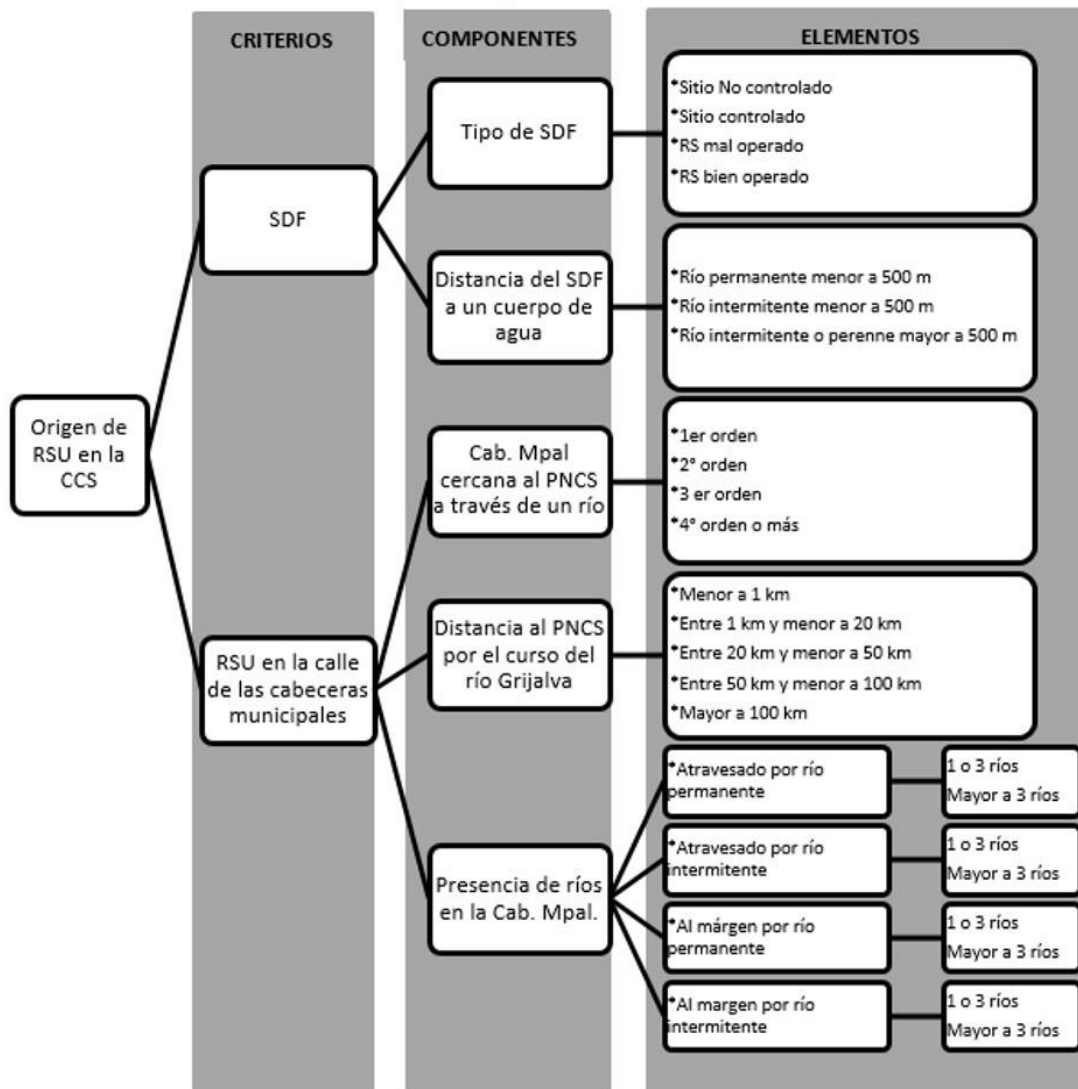 CRITERIOS
COMPONENTES
ELEMENTOS
Origen de
RSU en la
CCS
SDF
Tipo de SDF
*Sitio No controlado
*Sitio controlado
*RS mal operado
*RS bien operado
Distancia del SDF
a un cuerpo de
agua
*Río permanente menor a 500 m
*Río intermitente menor a 500 m
*Río intermitente o perenne mayor a 500 m
RSU en la calle
de las cabeceras
municipales
Cab. Mpal
cercana al PNCS
a través de un río
*1er orden
*2° orden
*3 er orden
*4° orden o más
Distancia al PNCS
por el curso del
río Grijalva
*Menor a 1 km
*Entre 1 km y menor a 20 km
*Entre 20 km y menor a 50 km
*Entre 50 km y menor a 100 km
*Mayor a 100 km
Presencia de ríos
en la Cab. Mpal.
*Atravesado por río
permanente
1 o 3 ríos
Mayor a 3 ríos
*Atravesado por río
intermitente
1 o 3 ríos
Mayor a 3 ríos
*Al márgen por río
permanente
1 o 3 ríos
Mayor a 3 ríos
*Al margen por río
intermitente
1 o 3 ríos
Mayor a 3 ríos